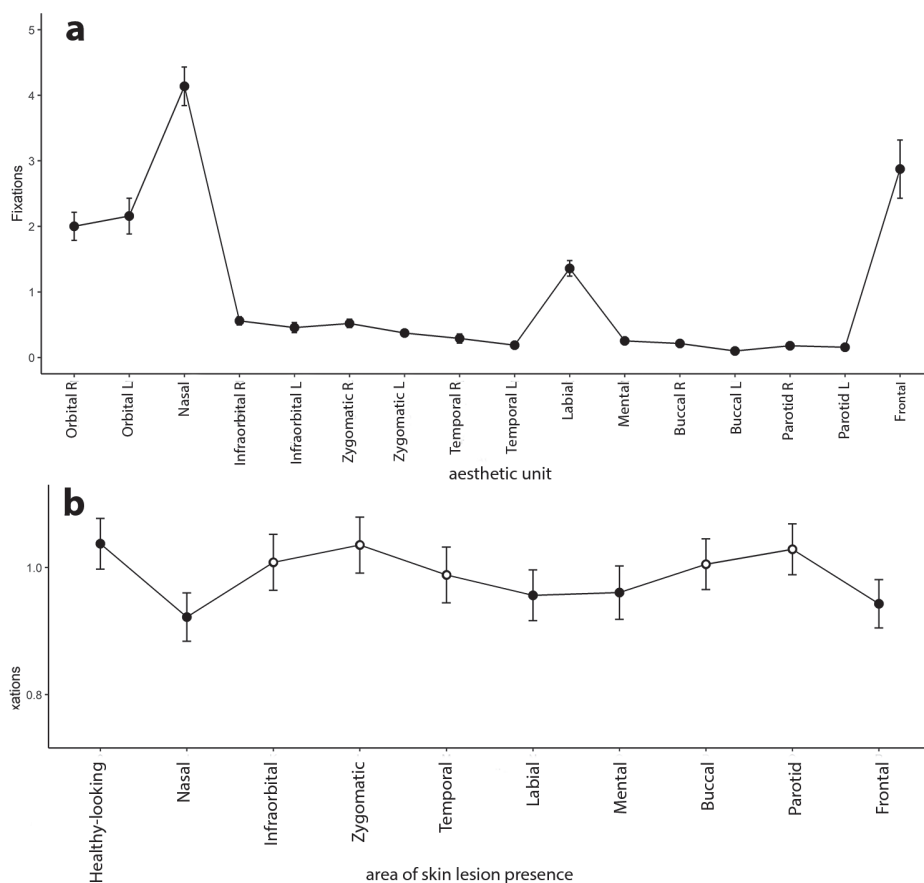 a
5
4
3
2
1
0
Fixations
Orbital R
Orbital L
Nasal
Infraorbital R
Infraorbital L
Zygomatic R
Zygomatic L
Temporal R
Temporal L
Labial
Mental
Buccal R
Buccal L
Parotid R
Parotid L
Frontal
aesthetic unit
b
1.0
0.8
xations
Healthy-looking
Nasal
Infraorbital
Zygomatic
Temporal
Labial
Mental
Buccal
Parotid
Frontal
area of skin lesion presence